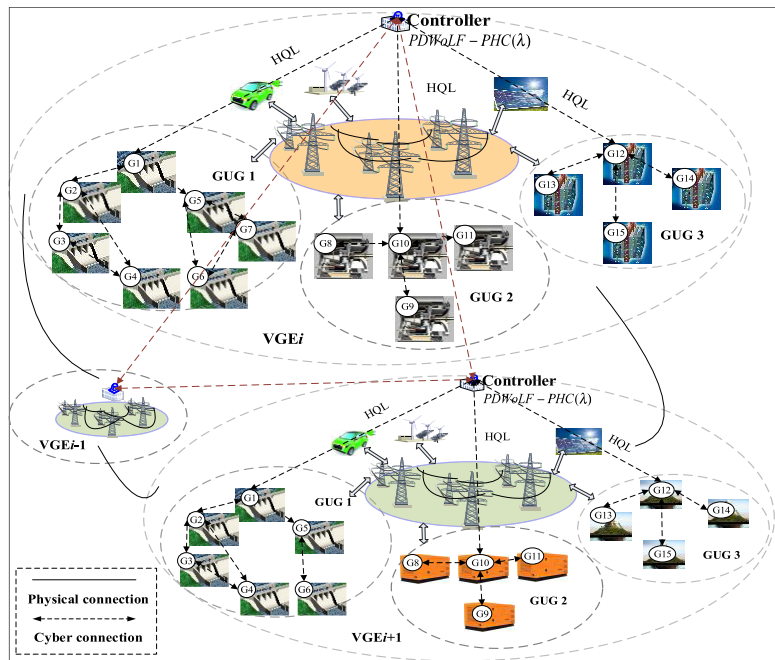 Controller
PDWoLF – PHC(λ)
HQL
HQL
HQL
G1
GUG 1
G2
G5
G3
G7
G4
G6
G12
G13
G14
G15
GUG 3
G8
G10
G11
G9
GUG 2
VGEi
Controller
PDWoLF – PHC(λ)
VGEi-1
HQL
HQL
HQL
G1
GUG 1
G2
G5
G3
G4
G6
G12
G13
G14
G15
GUG 3
G8
G10
G11
G9
GUG 2
VGEi+1
Physical connection
Cyber connection